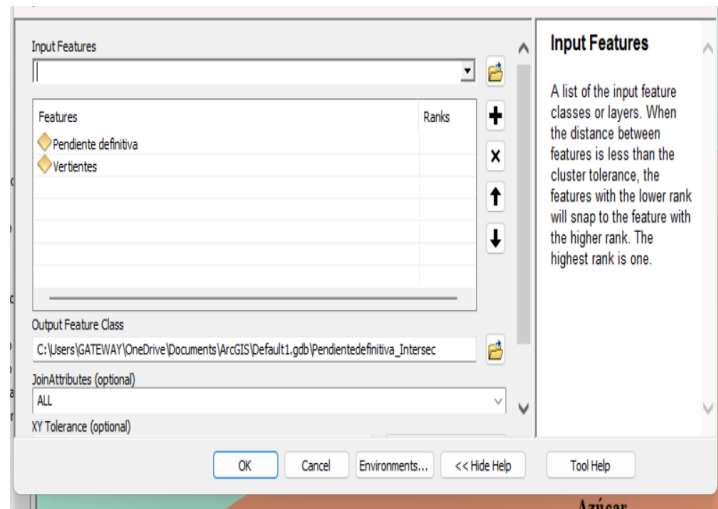 Input Features
Features Ranks
Pendiente definitiva
Vertientes
Output Feature Class
C:\Users\GATEWAY\OneDrive\Documents\ArcGIS\Default1.gdb\Pendientedefinitiva_Intersec
JoinAttributes (optional)
ALL
XY Tolerance (optional)
OK Cancel Environments... << Hide Help Tool Help
Input Features
A list of the input feature
classes or layers. When
the distance between
features is less than the
cluster tolerance, the
features with the lower rank
will snap to the feature with
the higher rank. The
highest rank is one.
Azúcar